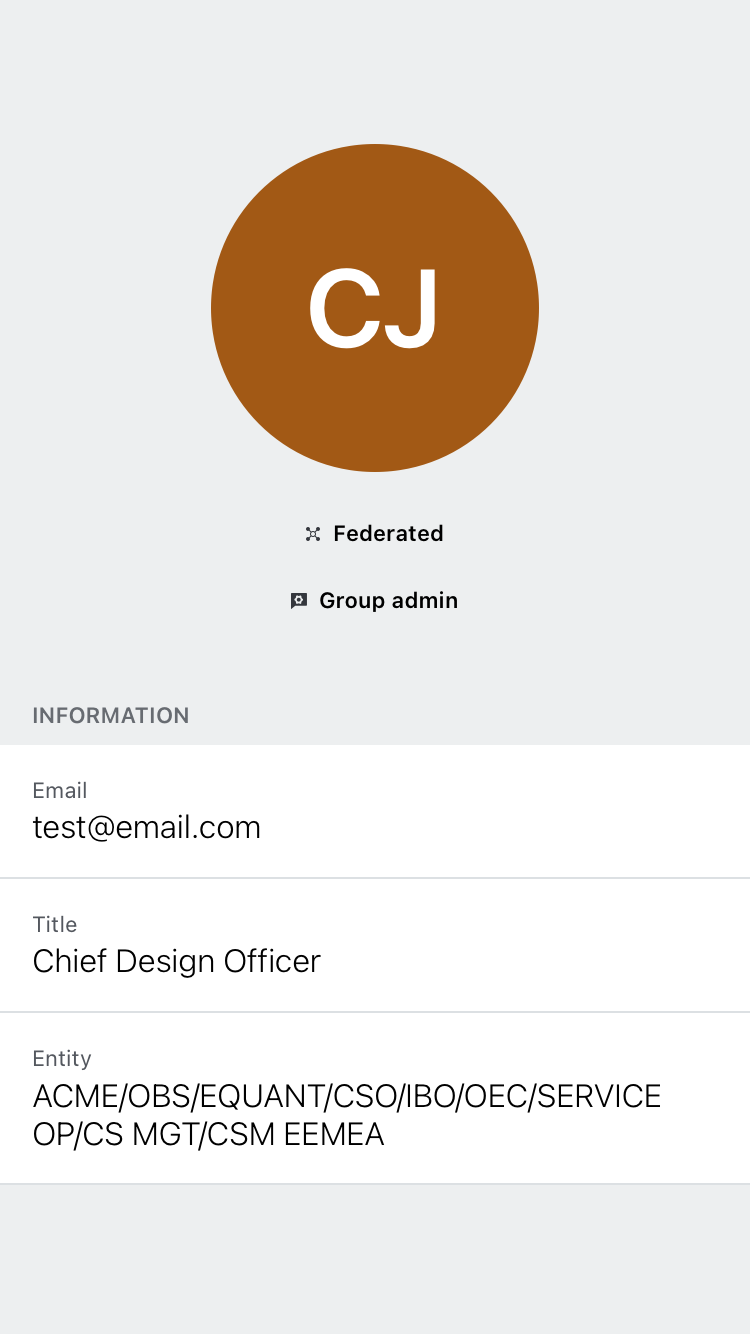 CJ
Federated
Group admin
INFORMATION
Email
test@email.com
Title
Chief Design Officer
Entity
ACME/OBS/EQUANT/CSO/IBO/OEC/SERVICE
OP/CS MGT/CSM EEMEA